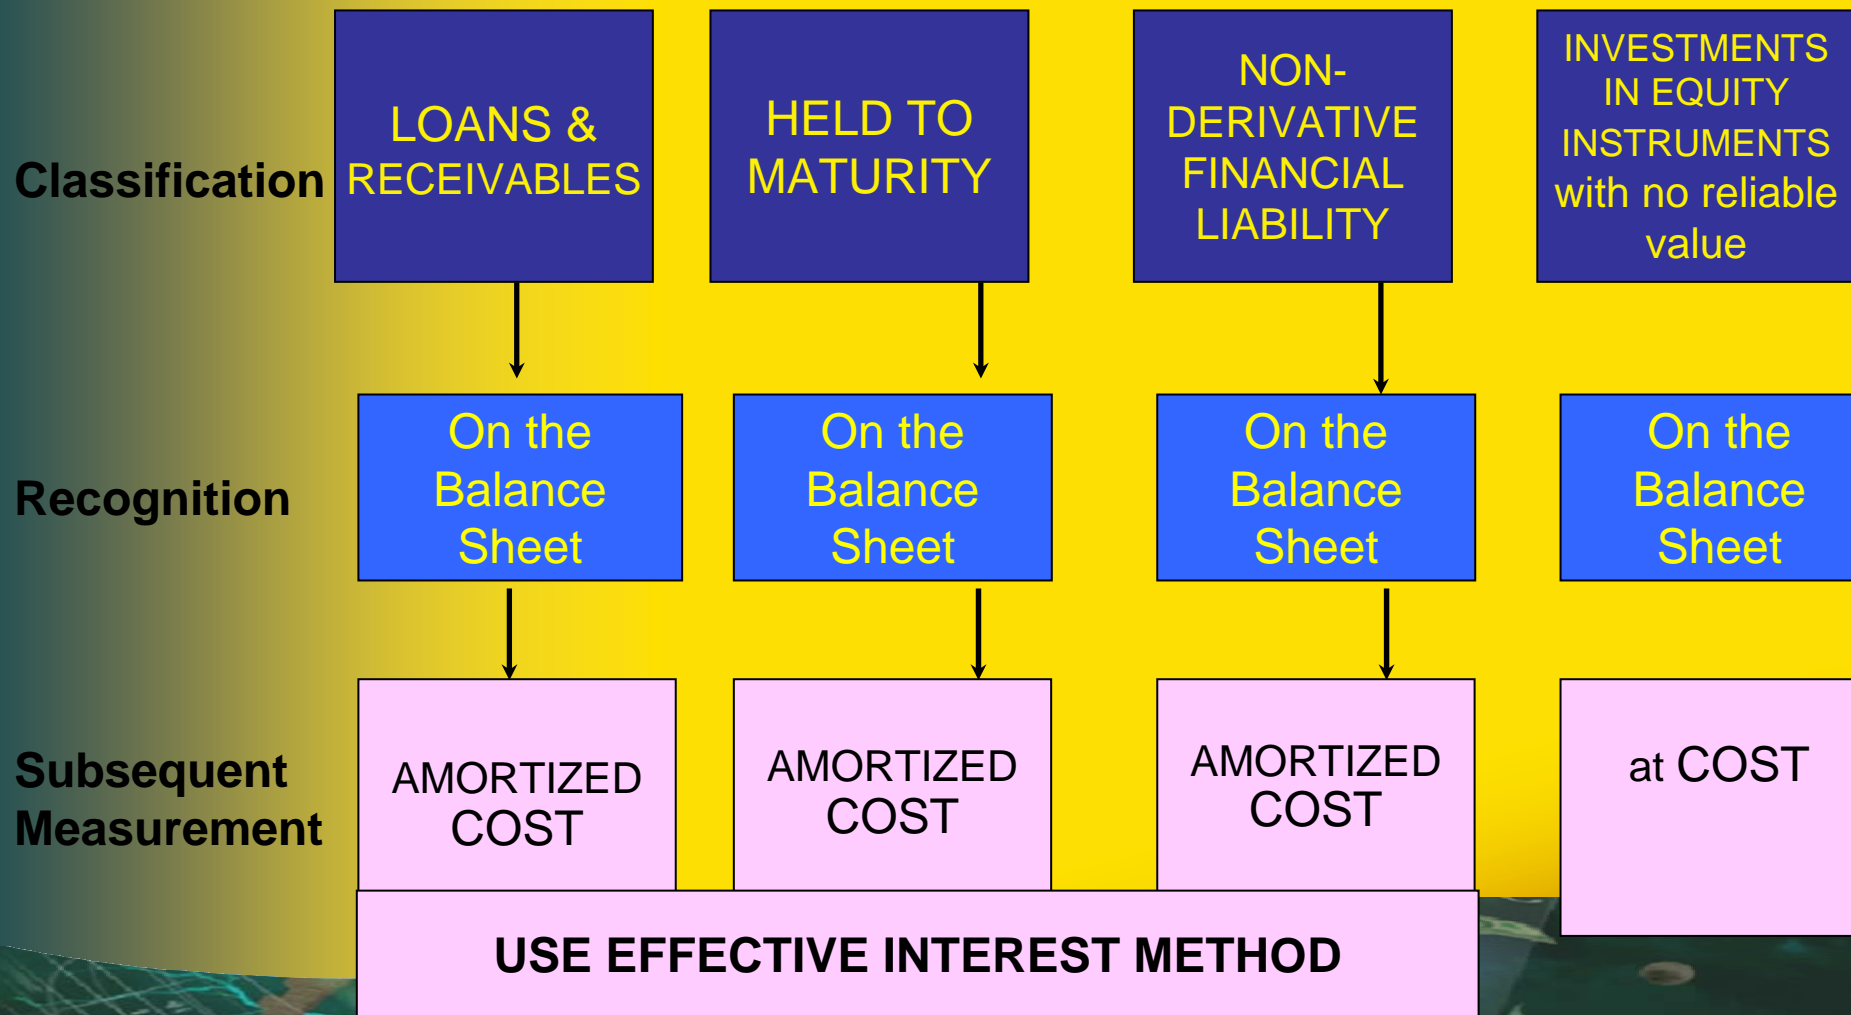 Classification
LOANS &
RECEIVABLES
HELD TO
MATURITY
NON-
DERIVATIVE
FINANCIAL
LIABILITY
INVESTMENTS
IN EQUITY
INSTRUMENTS
with no reliable
value
Recognition
On the
Balance
Sheet
On the
Balance
Sheet
On the
Balance
Sheet
On the
Balance
Sheet
Subsequent
Measurement
AMORTIZED
COST
AMORTIZED
COST
AMORTIZED
COST
at COST
USE EFFECTIVE INTEREST METHOD